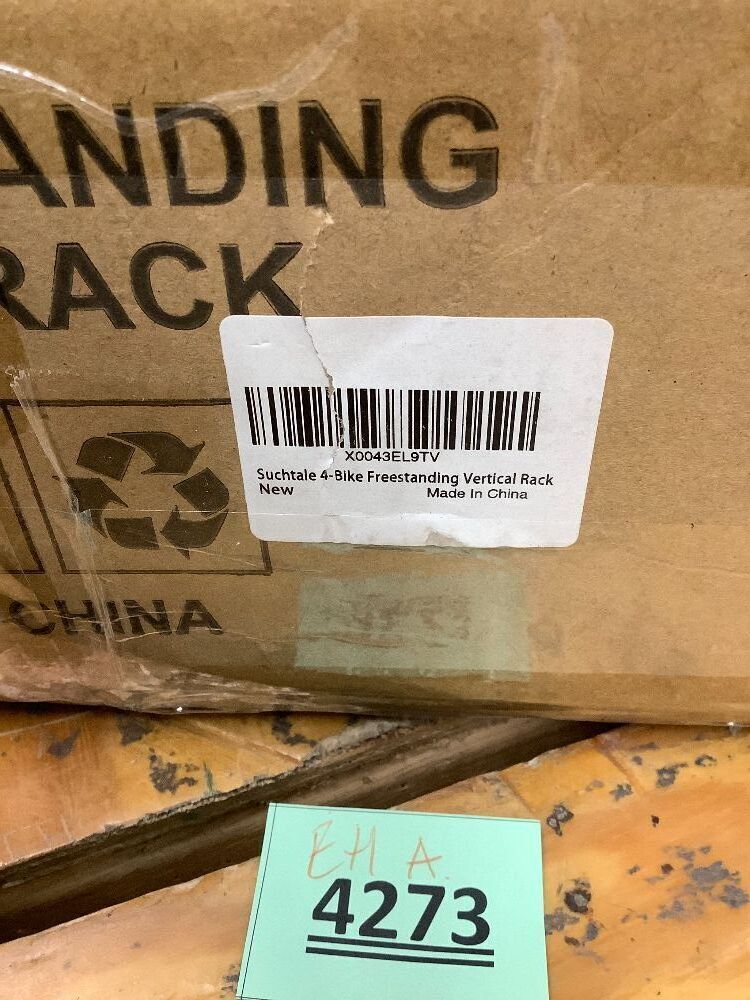 ANDING
RACK
X0043EL9TV
Suchtale 4-Bike Freestanding Vertical Rack
New Made In China
CHINA
EH A
4273